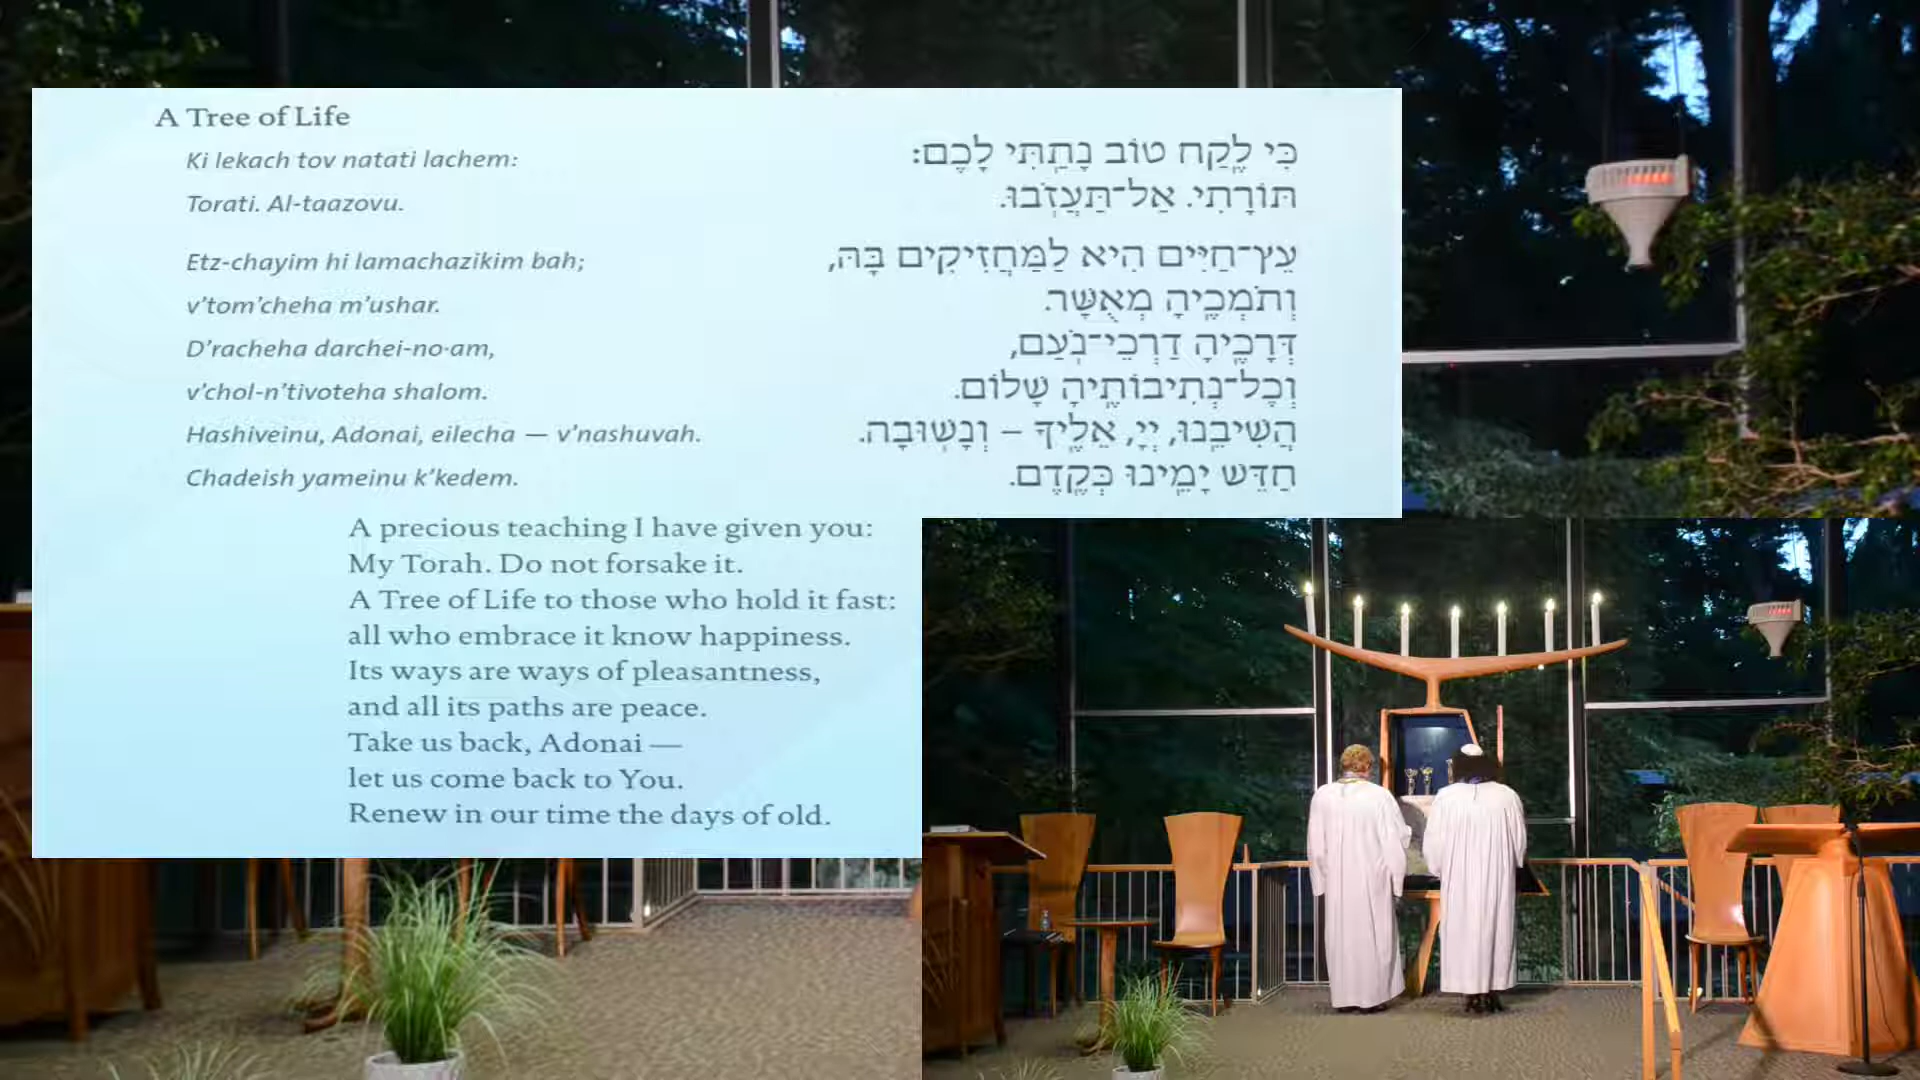 A Tree of Life
Ki lekach tov natati lachem:
Torati. Al-taazovu.
Etz-chayim hi lamachazikim bah;
v'tom'cheha m'ushar.
D'racheha darchei-no·am,
v'chol-n'tivoteha shalom.
Hashiveinu, Adonai, eilecha — v'nashuvah.
Chadeish yameinu k'kedem.
כִּי לֶֽקַח טוֹב נָתַֽתִּי לָכֶם:
תּוֹרָתִי. אַל־תַּעֲזֹֽבוּ.
עֵץ־חַיִּים הִיא לַמַּחֲזִיקִים בָּהּ,
וְתֹמְכֶֽיהָ מְאֻשָּׁר.
דְּרָכֶֽיהָ דַרְכֵי־נֹֽעַם,
וְכׇל־נְתִיבוֹתֶֽיהָ שָׁלוֹם.
הֲשִׁיבֵֽנוּ, יְיָ, אֵלֶֽיךָ – וְנָשֽׁוּבָה.
חַדֵּשׁ יָמֵֽינוּ כְּקֶֽדֶם.
A precious teaching I have given you:
My Torah. Do not forsake it.
A Tree of Life to those who hold it fast:
all who embrace it know happiness.
Its ways are ways of pleasantness,
and all its paths are peace.
Take us back, Adonai —
let us come back to You.
Renew in our time the days of old.